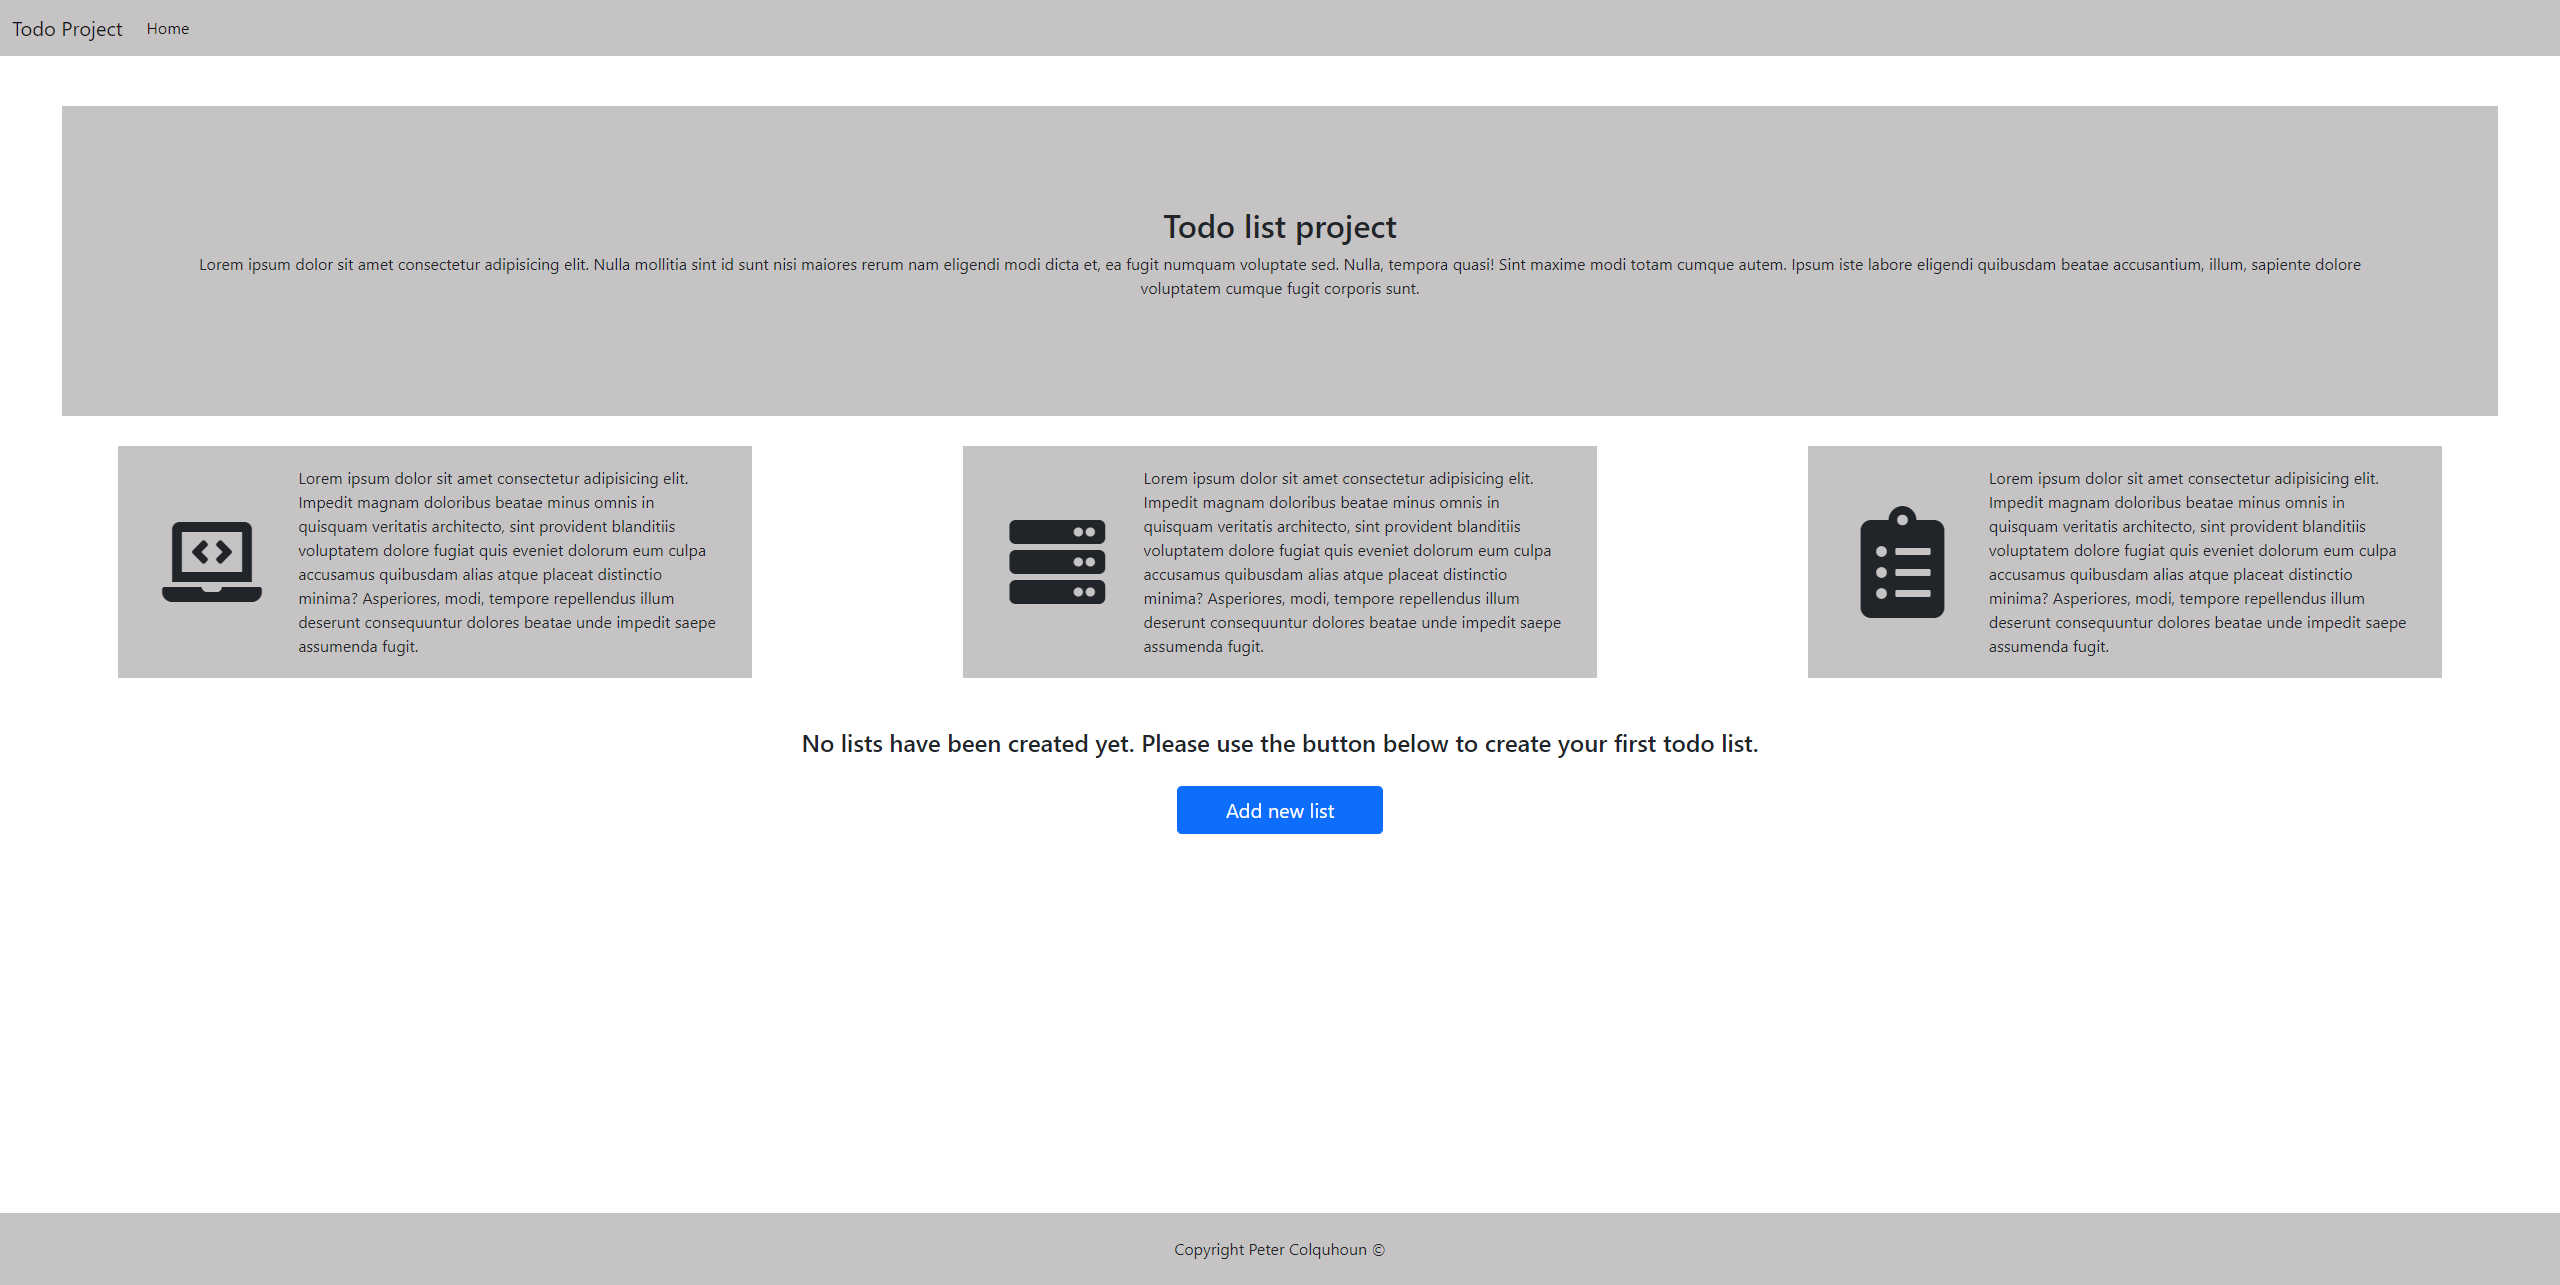 Todo Project
Home
Todo list project
Lorem ipsum dolor sit amet consectetur adipisicing elit. Nulla mollitia sint id sunt nisi maiores rerum nam eligendi modi dicta et, ea fugit numquam voluptate sed. Nulla, tempora quasi! Sint maxime modi totam cumque autem. Ipsum iste labore eligendi quibusdam beatae accusantium, illum, sapiente dolore
voluptatem cumque fugit corporis sunt.
Lorem ipsum dolor sit amet consectetur adipisicing elit.
Impedit magnam doloribus beatae minus omnis in
quisquam veritatis architecto, sint provident blanditiis
voluptatem dolore fugiat quis eveniet dolorum eum culpa
accusamus quibusdam alias atque placeat distinctio
minima? Asperiores, modi, tempore repellendus illum
deserunt consequuntur dolores beatae unde impedit saepe
assumenda fugit.
Lorem ipsum dolor sit amet consectetur adipisicing elit.
Impedit magnam doloribus beatae minus omnis in
quisquam veritatis architecto, sint provident blanditiis
voluptatem dolore fugiat quis eveniet dolorum eum culpa
accusamus quibusdam alias atque placeat distinctio
minima? Asperiores, modi, tempore repellendus illum
deserunt consequuntur dolores beatae unde impedit saepe
assumenda fugit.
Lorem ipsum dolor sit amet consectetur adipisicing elit.
Impedit magnam doloribus beatae minus omnis in
quisquam veritatis architecto, sint provident blanditiis
voluptatem dolore fugiat quis eveniet dolorum eum culpa
accusamus quibusdam alias atque placeat distinctio
minima? Asperiores, modi, tempore repellendus illum
deserunt consequuntur dolores beatae unde impedit saepe
assumenda fugit.
No lists have been created yet. Please use the button below to create your first todo list.
Add new list
Copyright Peter Colquhoun ©